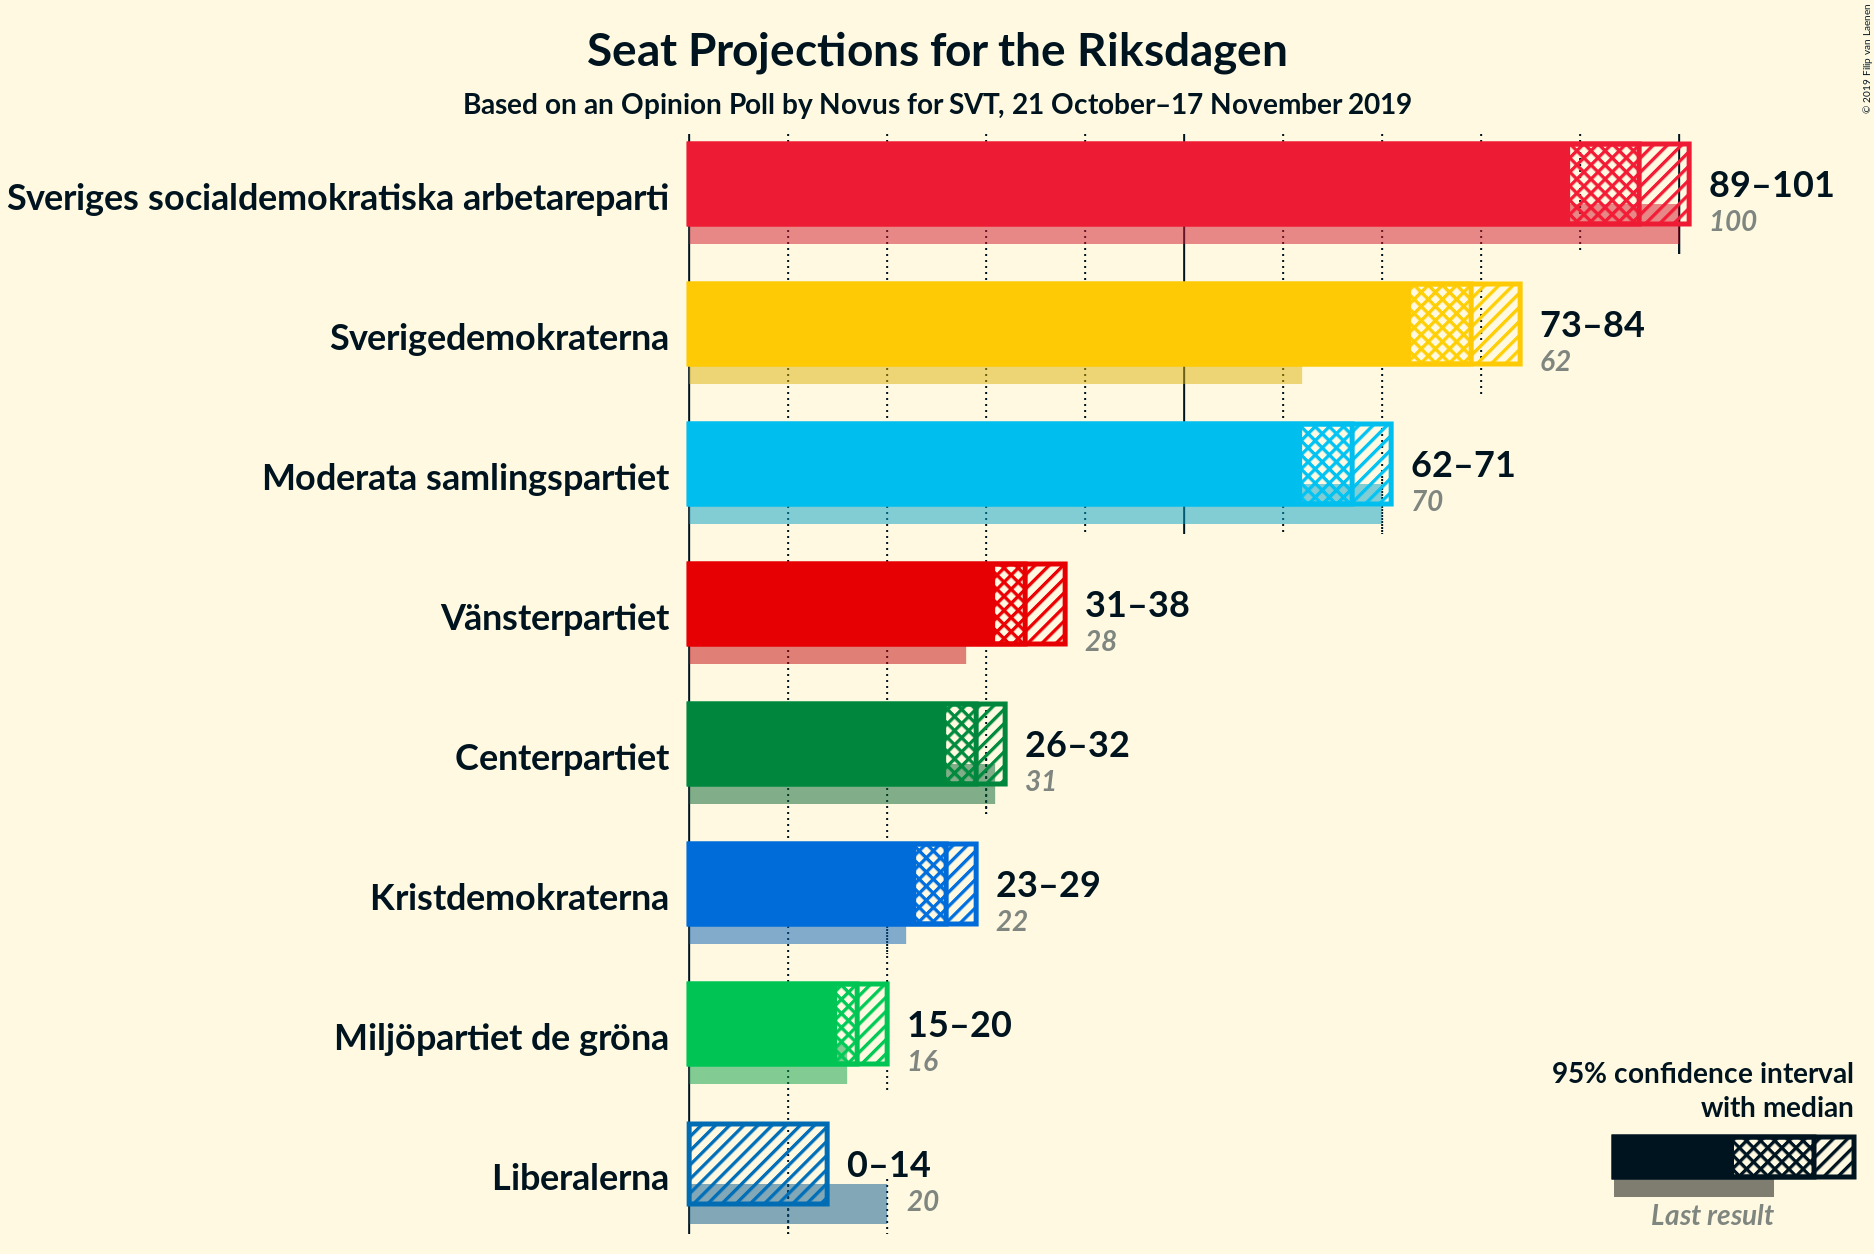 Seat Projections for the Riksdagen
Based on an Opinion Poll by Novus for SVT, 21 October–17 November 2019
© 2019 Filip van Laenen
Sveriges socialdemokratiska arbetareparti
89–101
100
Sverigedemokraterna
73–84
62
Moderata samlingspartiet
62–71
70
Vänsterpartiet
31–38
28
Centerpartiet
26–32
31
Kristdemokraterna
23–29
22
Miljöpartiet de gröna
15–20
16
Liberalerna
0–14
20
95% confidence interval
with median
Last result